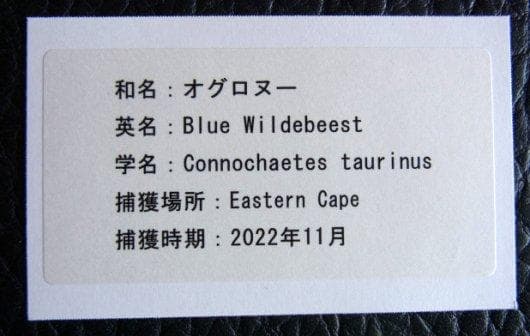 和名：オグロヌー
英名：Blue Wildebeest
学名：Connochaetes taurinus
捕獲場所：Eastern Cape
捕獲時期：2022年11月